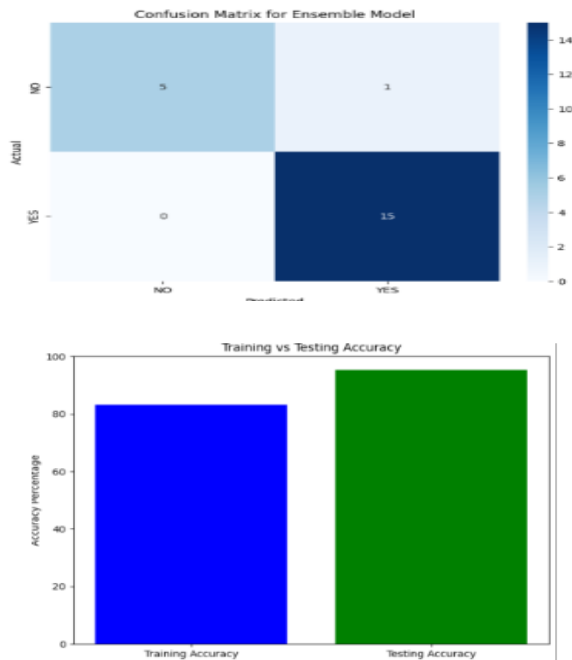 Confusion Matrix for Ensemble Model
NO
5
1
14
12
10
8
6
4
2
0
Actual
YES
0
15
NO
YES
Predicted
Training vs Testing Accuracy
100
80
60
40
20
0
Accuracy Percentage
Training Accuracy
Testing Accuracy